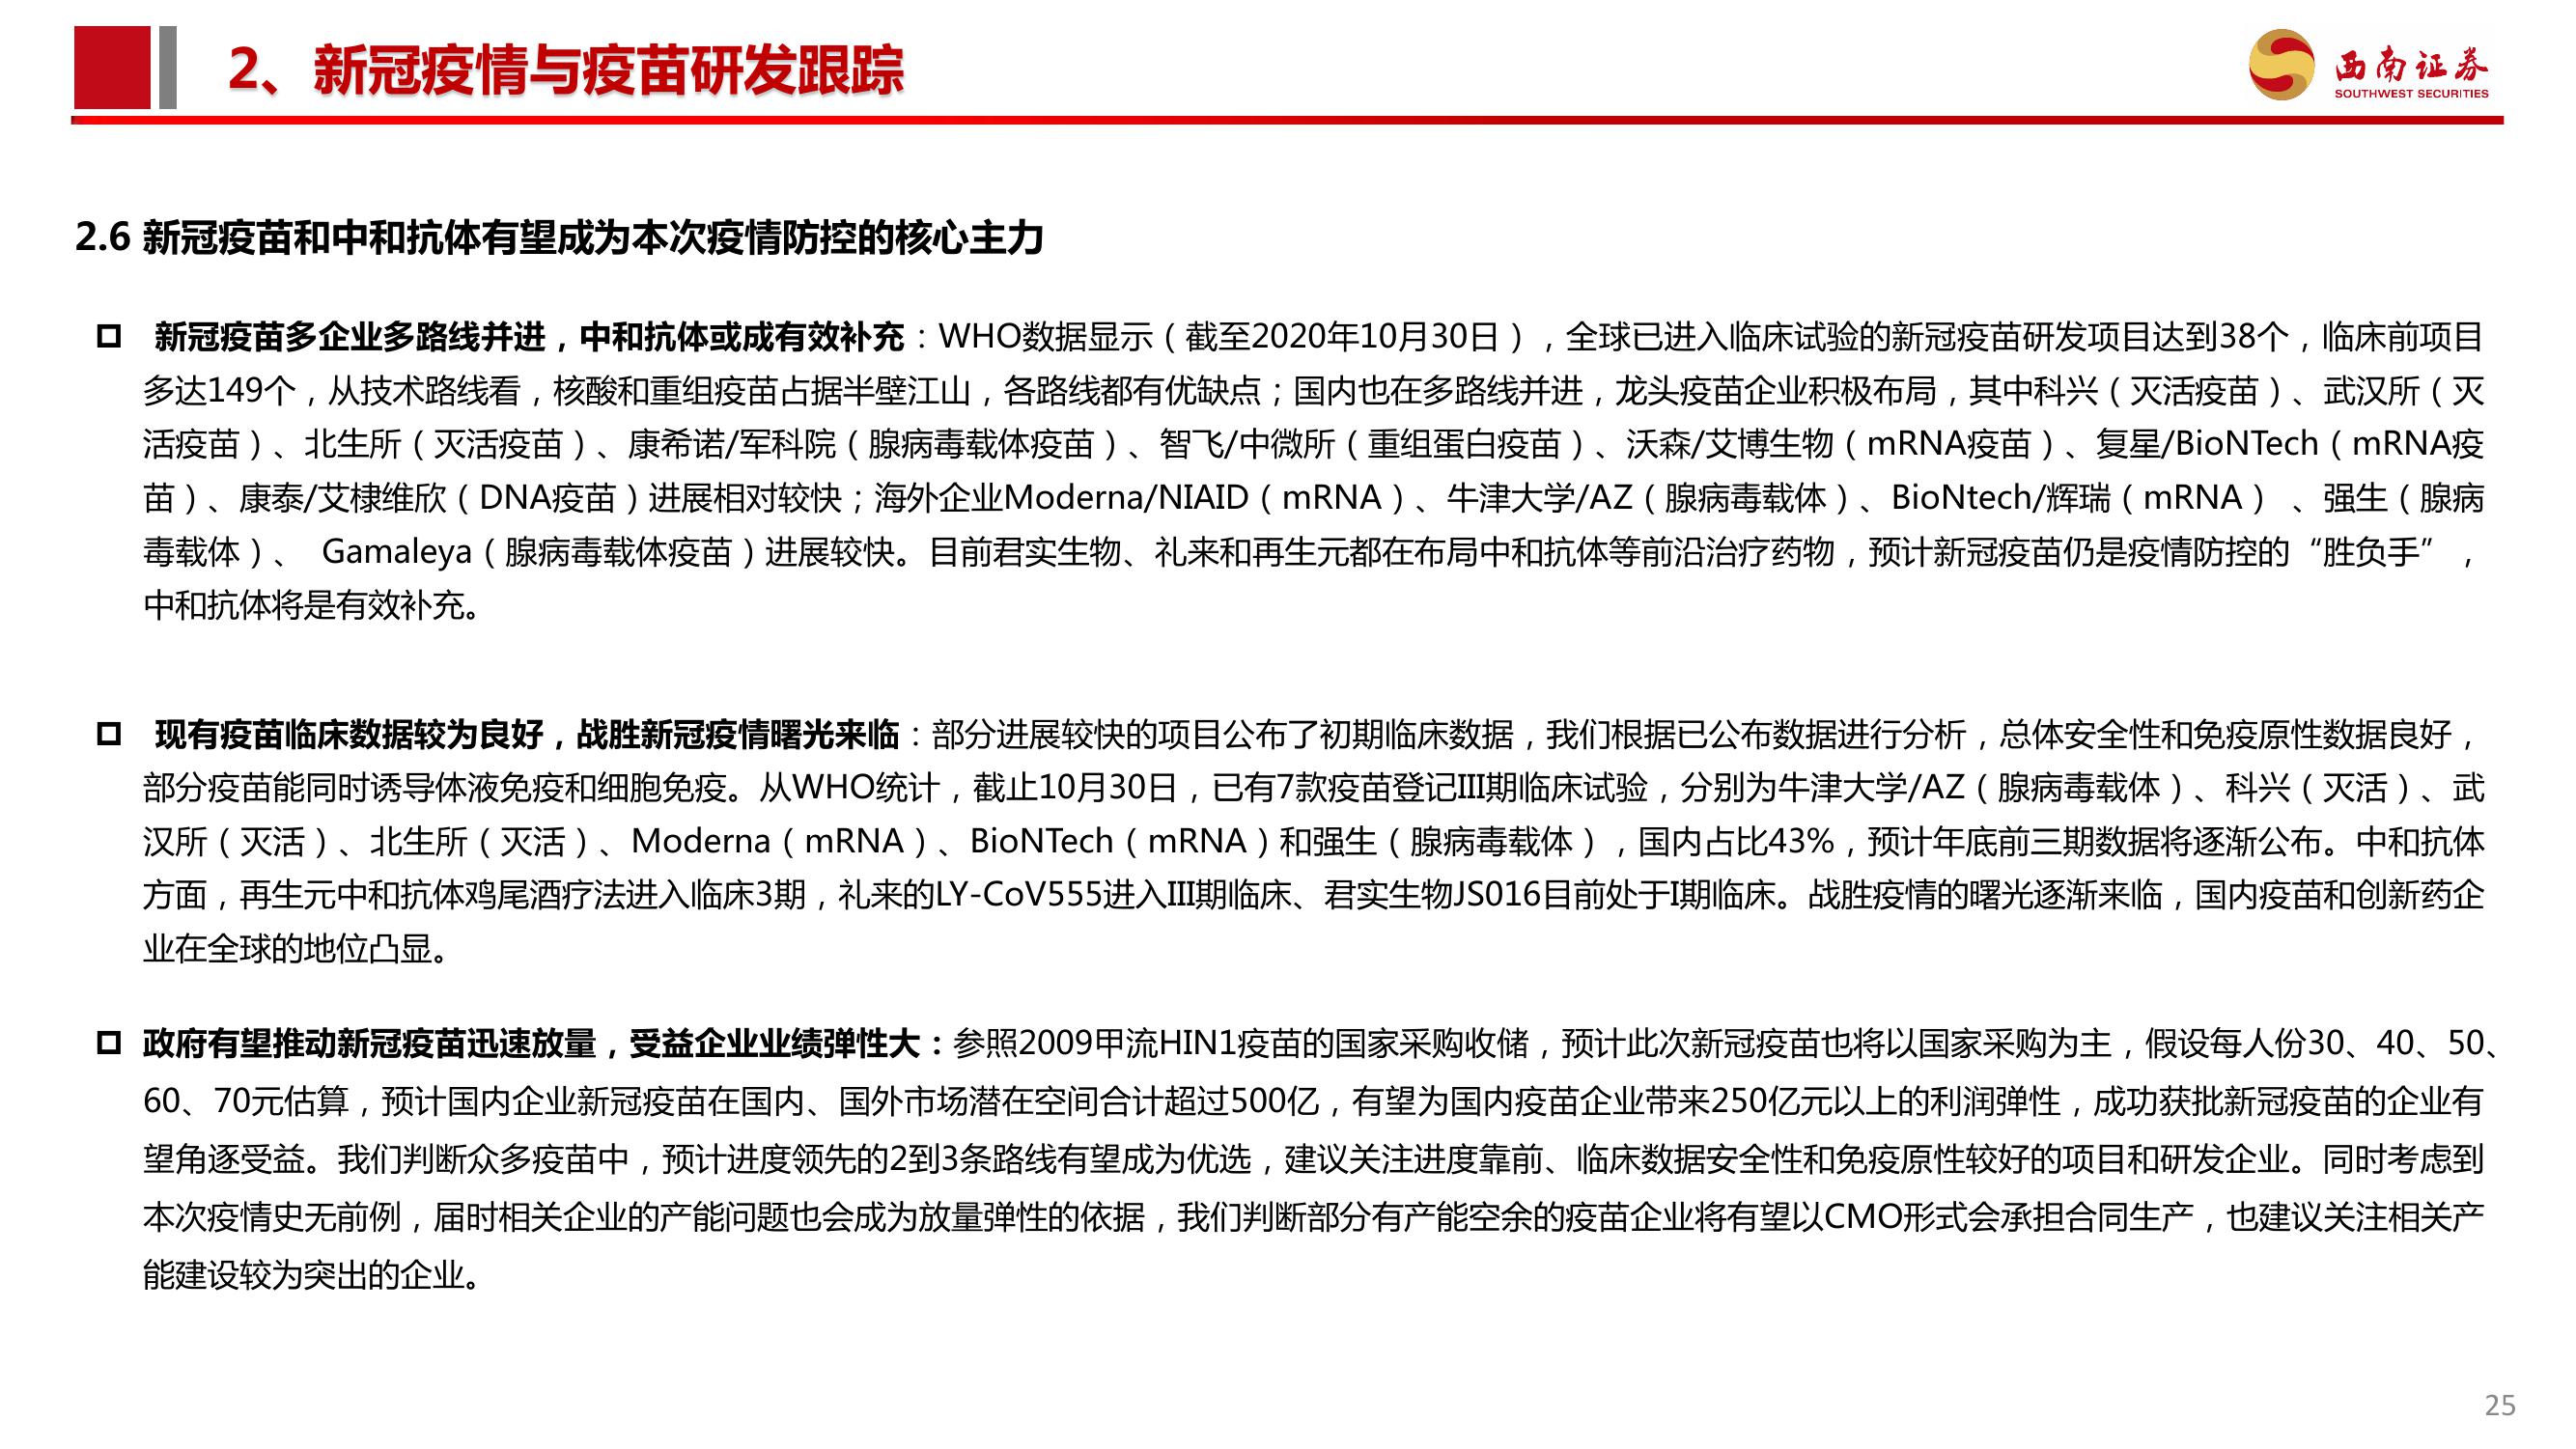 2、新冠疫情与疫苗研发跟踪
西南证券
SOUTHWEST SECURITIES
2.6 新冠疫苗和中和抗体有望成为本次疫情防控的核心主力
新冠疫苗多企业多路线并进，中和抗体或成有效补充：WHO数据显示（截至2020年10月30日），全球已进入临床试验的新冠疫苗研发项目达到38个，临床前项目
多达149个，从技术路线看，核酸和重组疫苗占据半壁江山，各路线都有优缺点；国内也在多路线并进，龙头疫苗企业积极布局，其中科兴（灭活疫苗）、武汉所（灭
活疫苗）、北生所（灭活疫苗）、康希诺/军科院（腺病毒载体疫苗）、智飞/中微所（重组蛋白疫苗）、沃森/艾博生物（mRNA疫苗）、复星/BioNTech（mRNA疫
苗）、康泰/艾棣维欣（DNA疫苗）进展相对较快；海外企业Moderna/NIAID（mRNA）、牛津大学/AZ（腺病毒载体）、BioNtech/辉瑞（mRNA） 、强生（腺病
毒载体）、 Gamaleya（腺病毒载体疫苗）进展较快。目前君实生物、礼来和再生元都在布局中和抗体等前沿治疗药物，预计新冠疫苗仍是疫情防控的“胜负手”，
中和抗体将是有效补充。
现有疫苗临床数据较为良好，战胜新冠疫情曙光来临：部分进展较快的项目公布了初期临床数据，我们根据已公布数据进行分析，总体安全性和免疫原性数据良好，
部分疫苗能同时诱导体液免疫和细胞免疫。从WHO统计，截止10月30日，已有7款疫苗登记III期临床试验，分别为牛津大学/AZ（腺病毒载体）、科兴（灭活）、武
汉所（灭活）、北生所（灭活）、Moderna（mRNA）、BioNTech（mRNA）和强生（腺病毒载体），国内占比43%，预计年底前三期数据将逐渐公布。中和抗体
方面，再生元中和抗体鸡尾酒疗法进入临床3期，礼来的LY-CoV555进入III期临床、君实生物JS016目前处于I期临床。战胜疫情的曙光逐渐来临，国内疫苗和创新药企
业在全球的地位凸显。
政府有望推动新冠疫苗迅速放量，受益企业业绩弹性大：参照2009甲流HIN1疫苗的国家采购收储，预计此次新冠疫苗也将以国家采购为主，假设每人份30、40、50、
60、70元估算，预计国内企业新冠疫苗在国内、国外市场潜在空间合计超过500亿，有望为国内疫苗企业带来250亿元以上的利润弹性，成功获批新冠疫苗的企业有
望角逐受益。我们判断众多疫苗中，预计进度领先的2到3条路线有望成为优选，建议关注进度靠前、临床数据安全性和免疫原性较好的项目和研发企业。同时考虑到
本次疫情史无前例，届时相关企业的产能问题也会成为放量弹性的依据，我们判断部分有产能空余的疫苗企业将有望以CMO形式会承担合同生产，也建议关注相关产
能建设较为突出的企业。
25